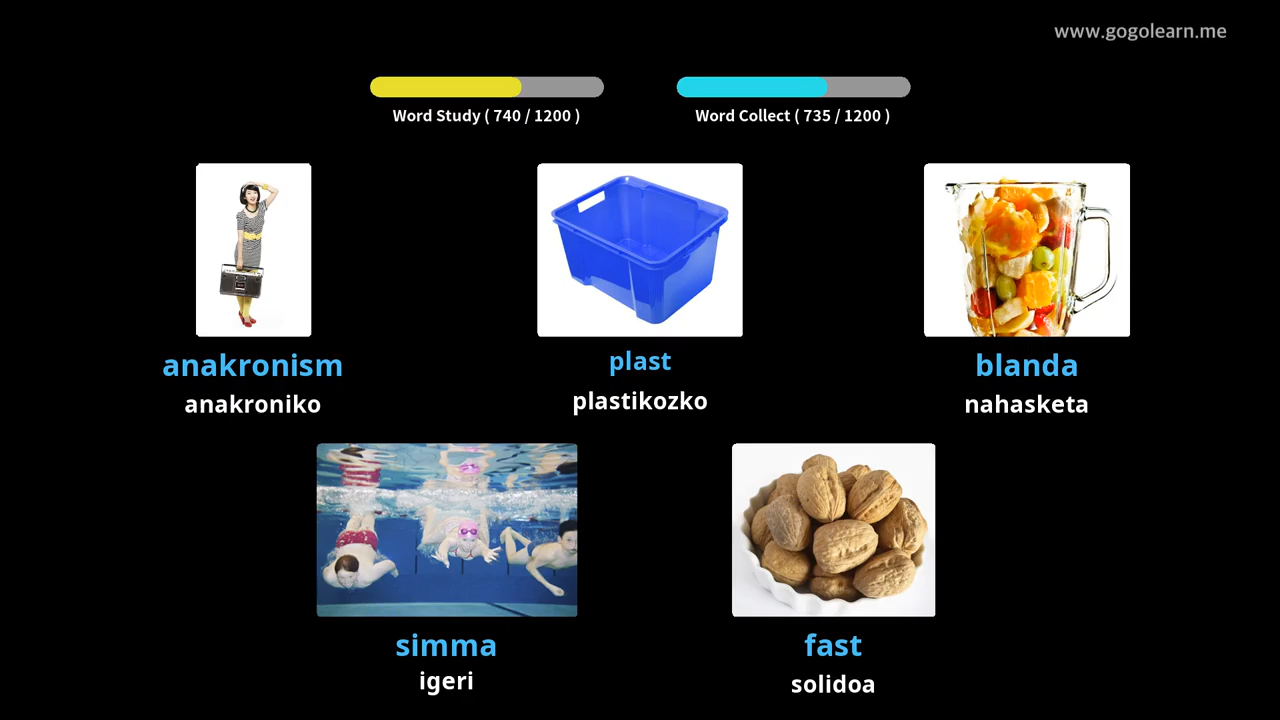 www.gogolearn.me
Word Study ( 740 / 1200 )
Word Collect ( 735 / 1200 )
anakronism
anakroniko
plast
plastikozko
blanda
nahasketa
simma
igeri
fast
solidoa